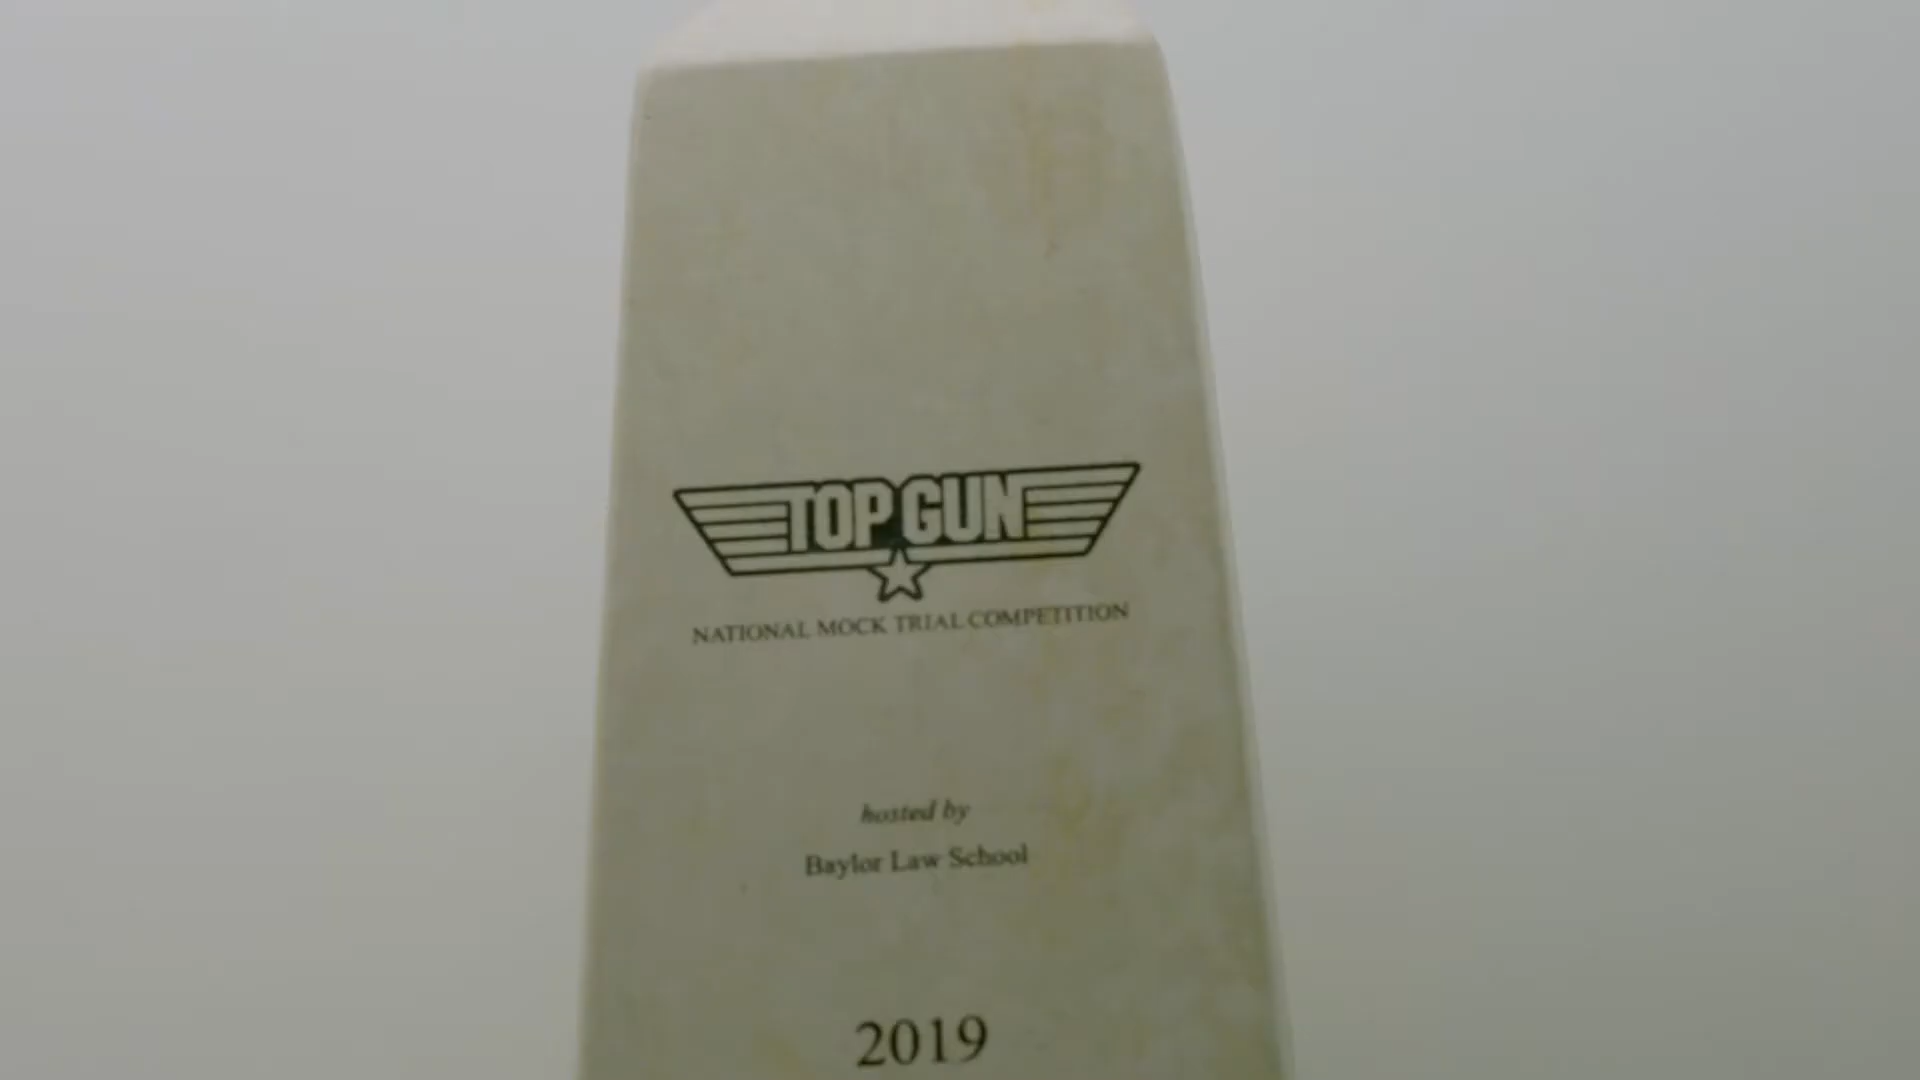 TOP GUN
NATIONAL MOCK TRIAL COMPETITION
hosted by
Baylor Law School
2019